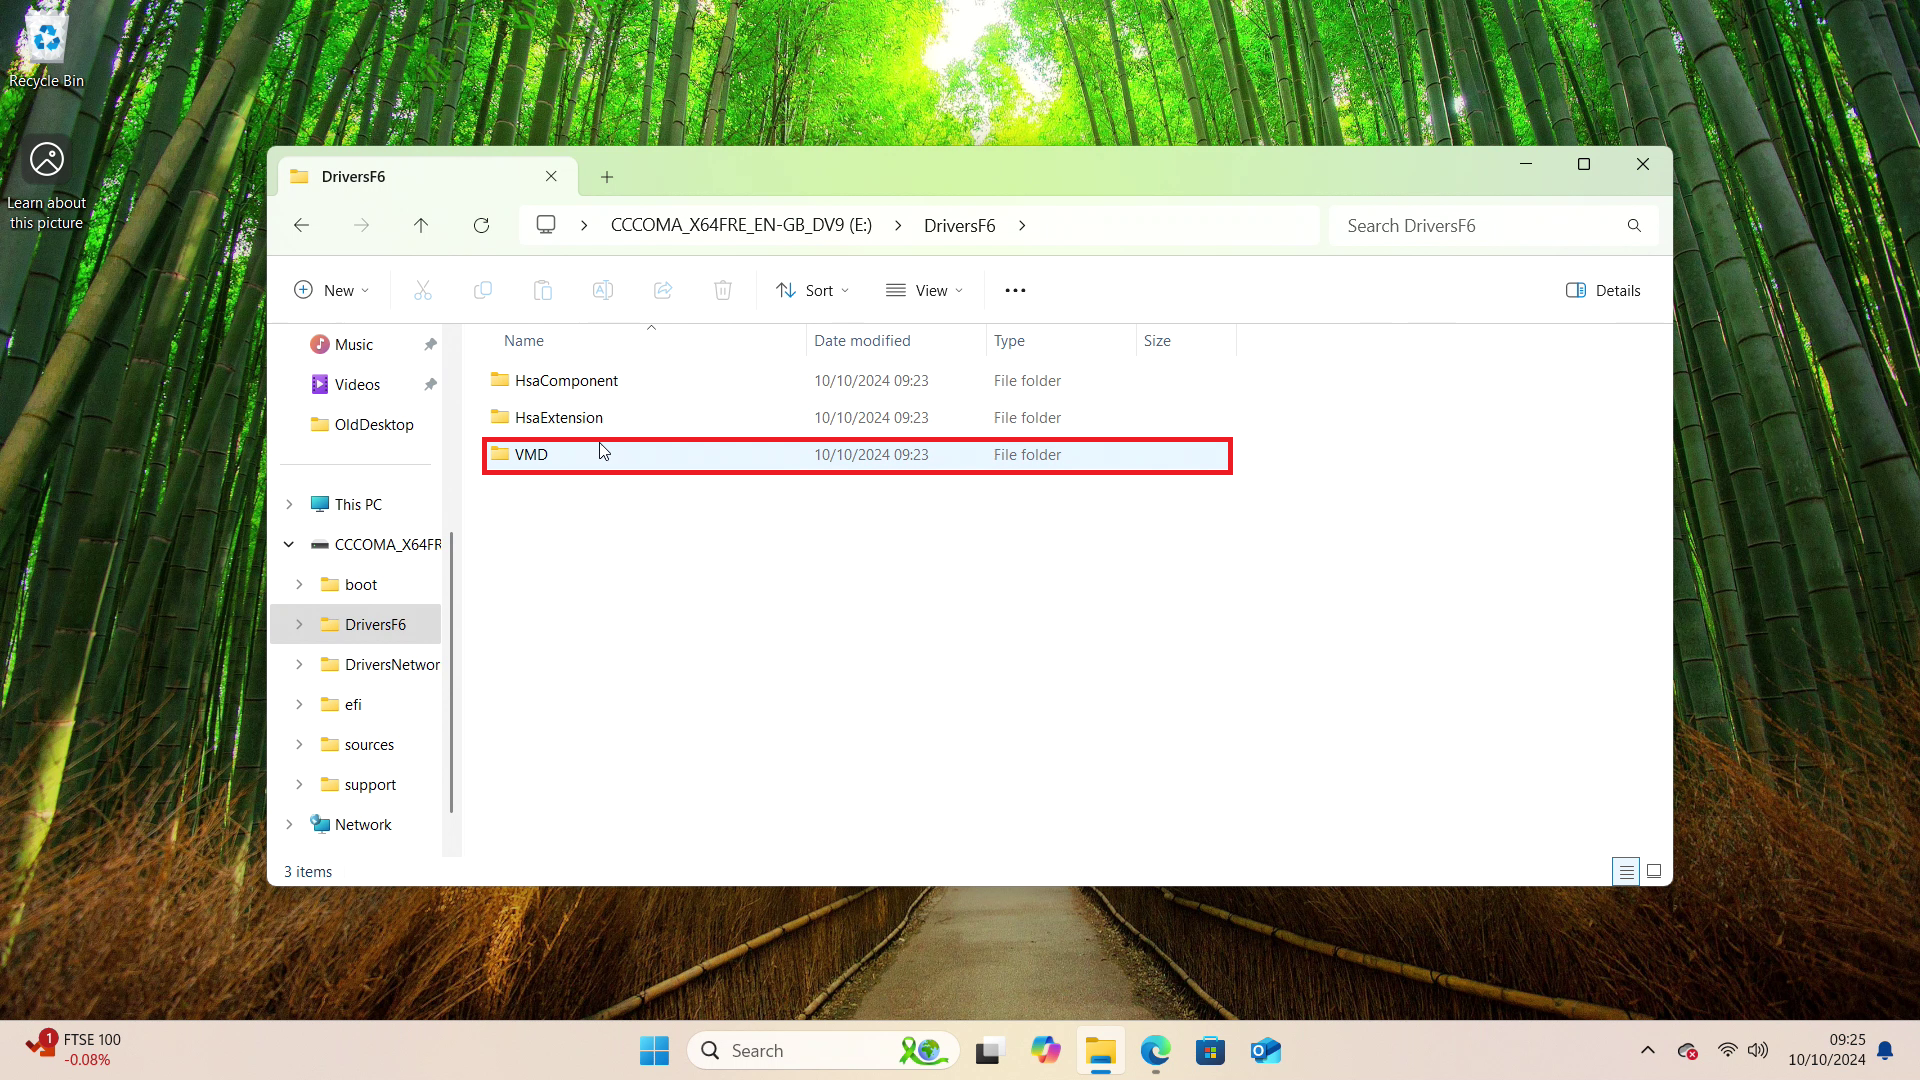 Recycle Bin
Learn about
this picture
DriversF6
CCCOMA_X64FRE_EN-GB_DV9 (E:)
DriversF6
Search DriversF6
New
Sort
View
Details
Music
Videos
OldDesktop
This PC
CCCOMA_X64FR
boot
DriversF6
DriversNetwor
efi
sources
support
Network
Name
Date modified
Type
Size
HsaComponent
10/10/2024 09:23
File folder
HsaExtension
10/10/2024 09:23
File folder
VMD
10/10/2024 09:23
File folder
3 items
1
FTSE 100
-0.08%
Search
09:25
10/10/2024